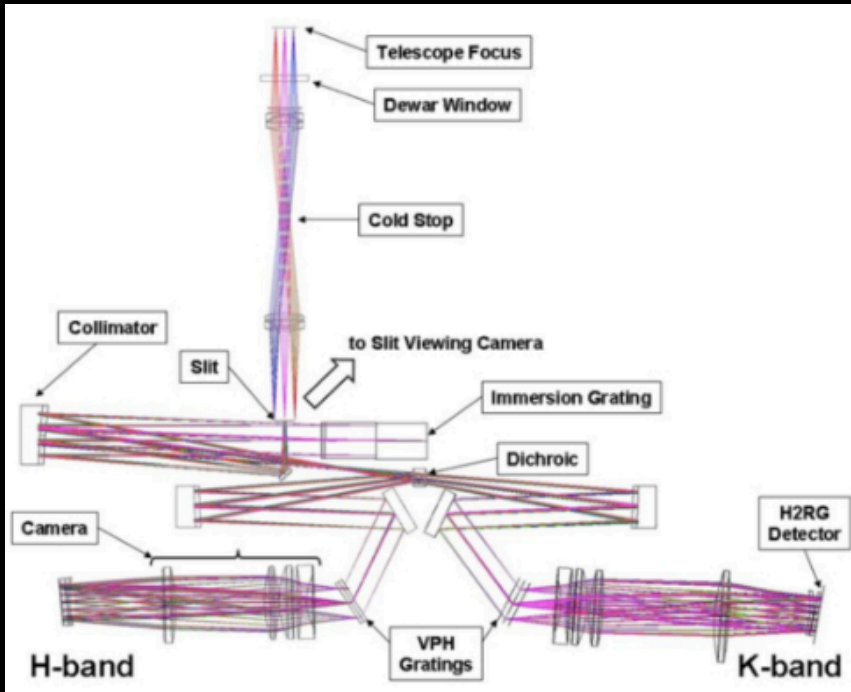 Telescope Focus
Dewar Window
Cold Stop
Collimator
to Slit Viewing Camera
Slit
Immersion Grating
Dichroic
H2RG
Detector
Camera
VPH
Gratings
H-band
K-band